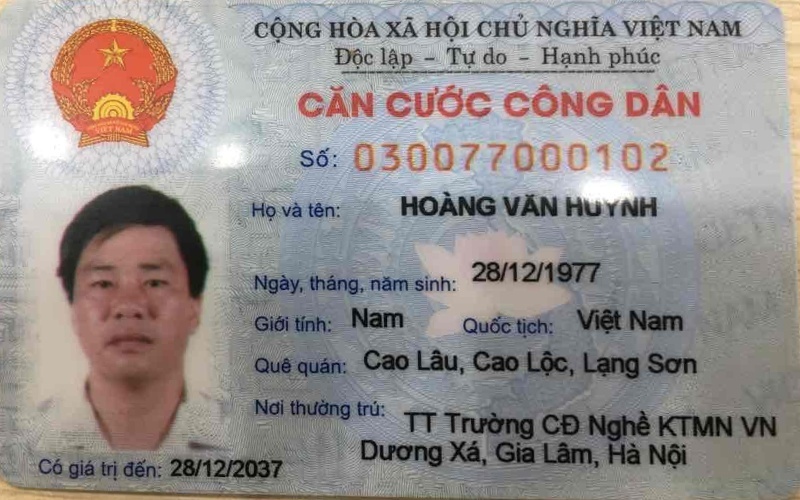 CỘNG HÒA XÃ HỘI CHỦ NGHĨA VIỆT NAM
Độc lập – Tự do – Hạnh phúc
CĂN CƯỚC CÔNG DÂN
Số: 030077000102
Họ và tên: HOÀNG VĂN HUỲNH
Ngày, tháng, năm sinh: 28/12/1977
Giới tính: Nam Quốc tịch: Việt Nam
Quê quán: Cao Lâu, Cao Lộc, Lạng Sơn
Nơi thường trú: TT Trường CĐ Nghề KTMN VN
Dương Xá, Gia Lâm, Hà Nội
Có giá trị đến: 28/12/2037
VIỆT NAM